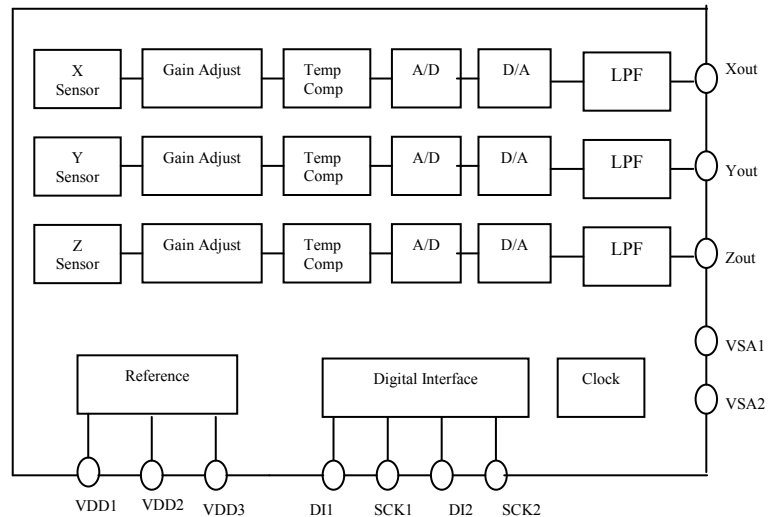 X
Sensor
Gain Adjust
Temp
Comp
A/D
D/A
LPF
Xout
Y
Sensor
Gain Adjust
Temp
Comp
A/D
D/A
LPF
Yout
Z
Sensor
Gain Adjust
Temp
Comp
A/D
D/A
LPF
Zout
VSA1
Reference
Digital Interface
Clock
VSA2
VDD1
VDD2
VDD3
DI1
SCK1
DI2
SCK2